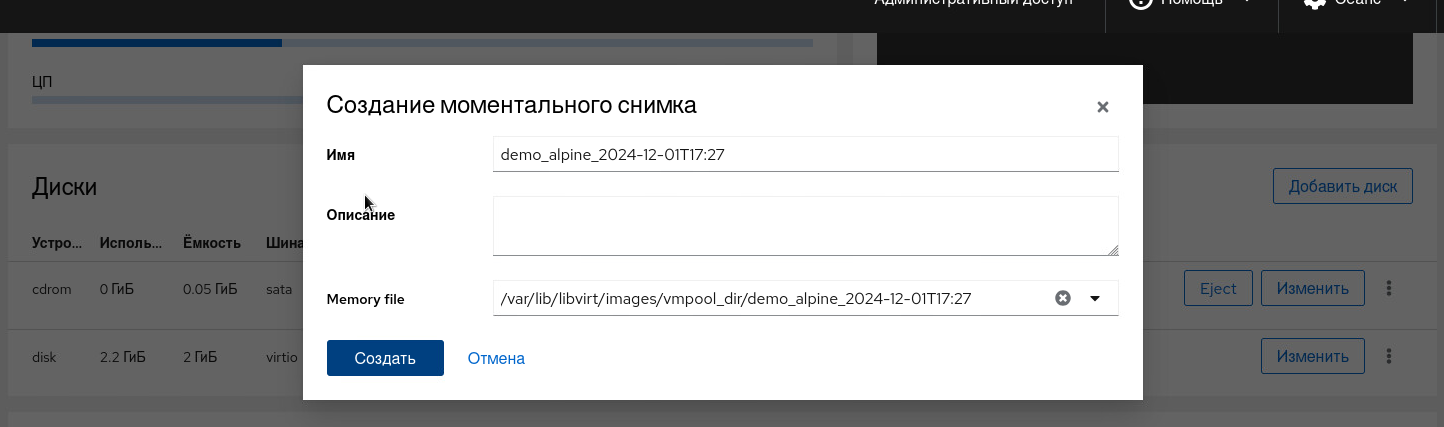 Административный доступ Помощь Сеанс
ЦП
Создание моментального снимка
Имя demo_alpine_2024-12-01T17:27
Диски Добавить диск
Описание
Устро... Исполь... Ёмкость Шина
cdrom 0 ГиБ 0.05 ГиБ sata Eject Изменить
Memory file /var/lib/libvirt/images/vmpool_dir/demo_alpine_2024-12-01T17:27
disk 2.2 ГиБ 2 ГиБ virtio Изменить
Создать Отмена